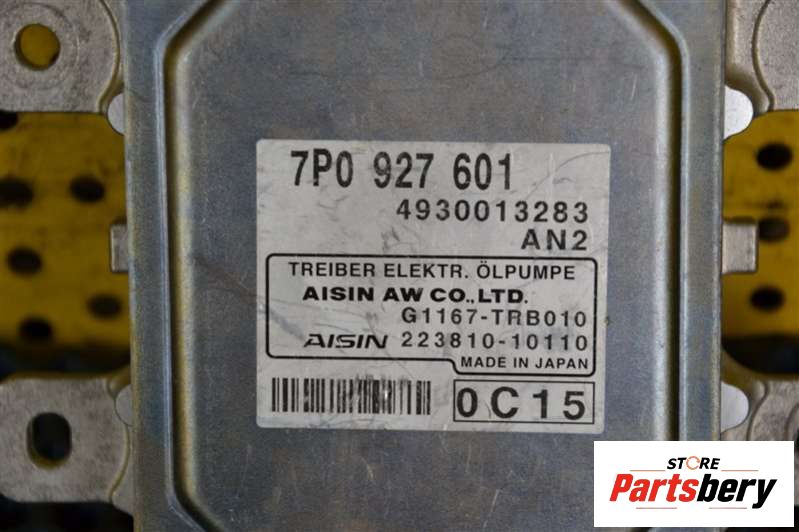 7P0 927 601
4930013283
AN2
TREIBER ELEKTR. ÖLPUMPE
AISIN AW CO.,LTD.
G1167-TRB010
AISIN 223810-10110
MADE IN JAPAN
0C15
STORE
Partsbery